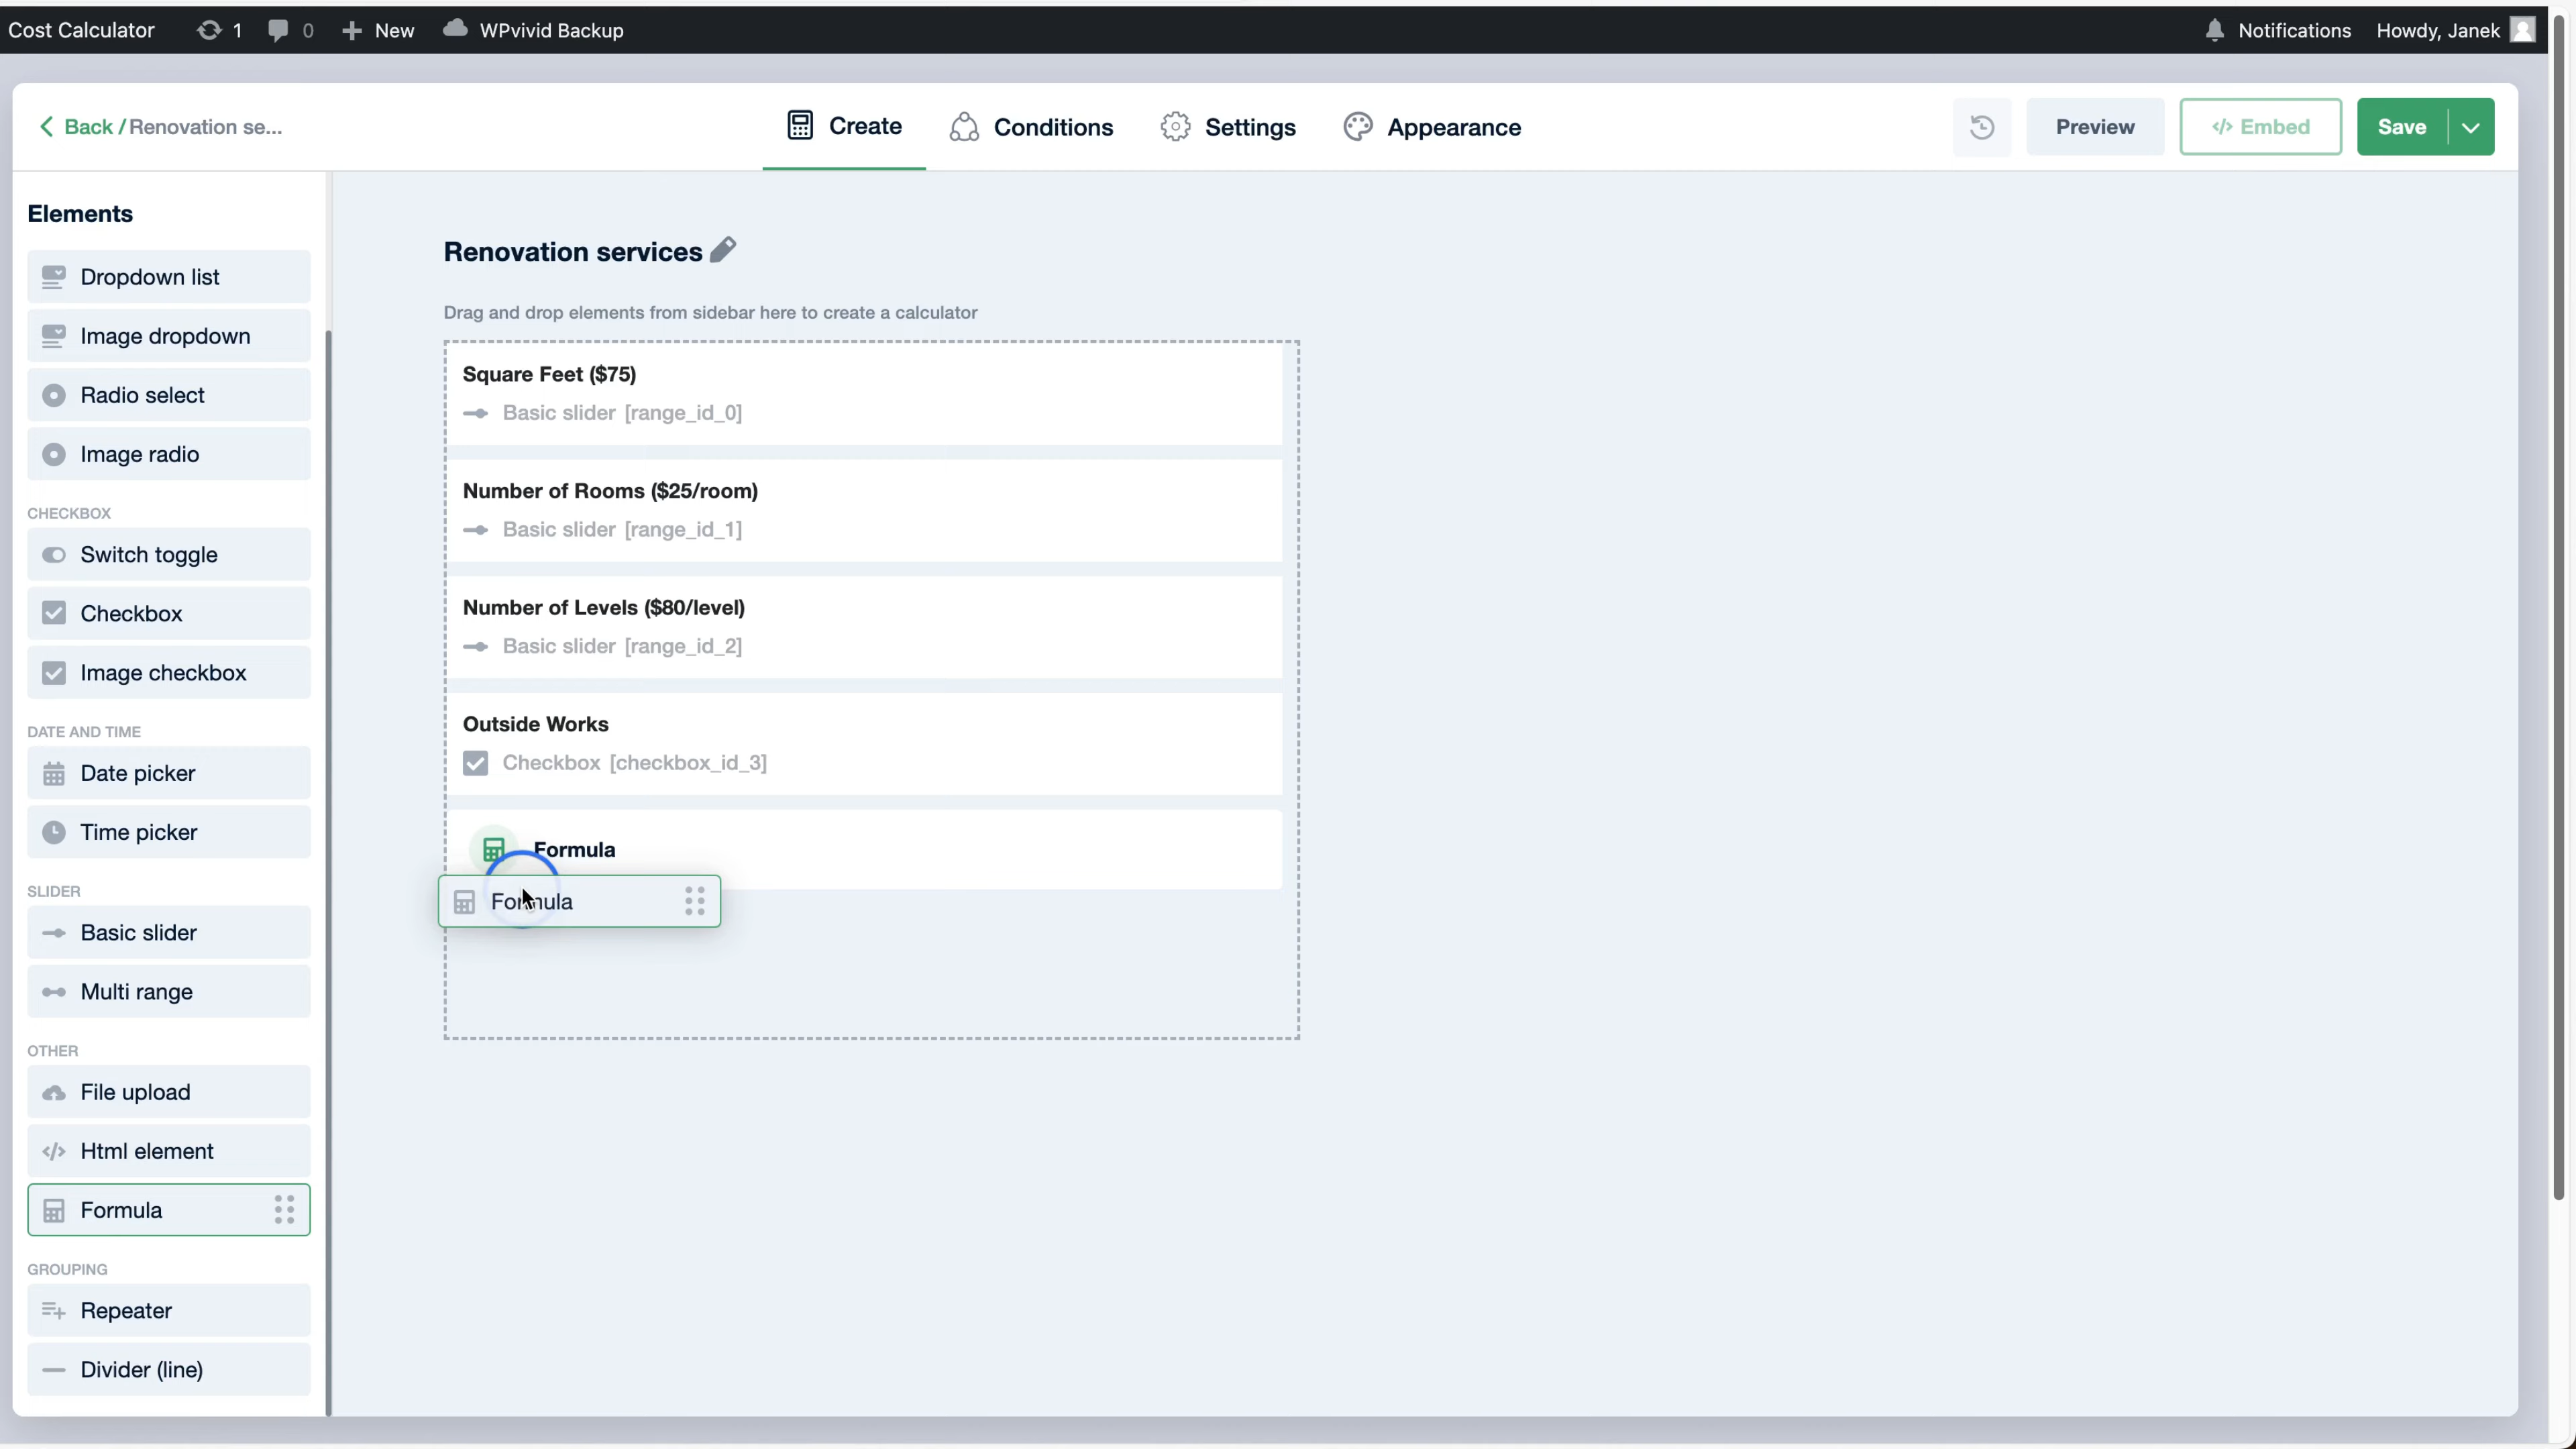 Cost Calculator 1 0 New WPvivid Backup Notifications Howdy, Janek
Back / Renovation se... Create Conditions Settings Appearance Preview </> Embed Save
Elements
Dropdown list
Image dropdown
Radio select
Image radio
CHECKBOX
Switch toggle
Checkbox
Image checkbox
DATE AND TIME
Date picker
Time picker
SLIDER
Basic slider
Multi range
OTHER
File upload
Html element
Formula
GROUPING
Repeater
Divider (line)
Renovation services
Drag and drop elements from sidebar here to create a calculator
Square Feet ($75)
Basic slider [range_id_0]
Number of Rooms ($25/room)
Basic slider [range_id_1]
Number of Levels ($80/level)
Basic slider [range_id_2]
Outside Works
Checkbox [checkbox_id_3]
Formula
Formula